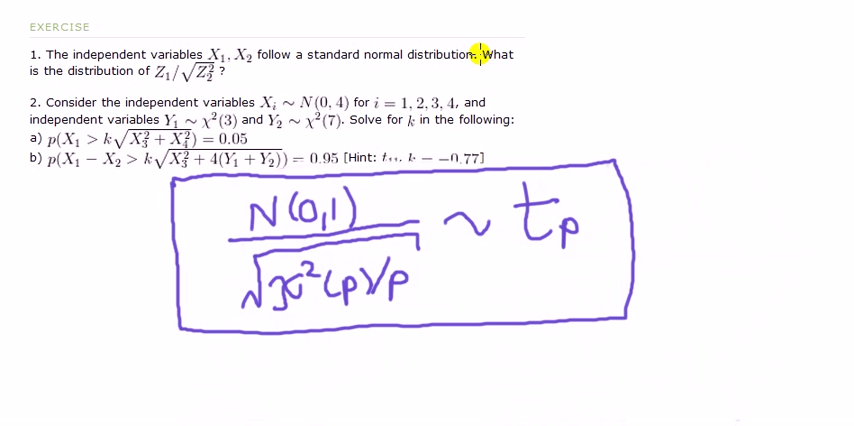 EXERCISE
1. The independent variables X₁, X₂ follow a standard normal distribution. What
is the distribution of Z₁/√Z₂² ?
2. Consider the independent variables Xᵢ ∼ N(0, 4) for i = 1, 2, 3, 4, and
independent variables Y₁ ∼ χ²(3) and Y₂ ∼ χ²(7). Solve for k in the following:
a) p(X₁ > k√(X₃² + X₄²)) = 0.05
b) p(X₁ − X₂ > k√(X₃² + 4(Y₁ + Y₂))) = 0.95 [Hint: k = −0.77]
N(0,1)
√χ²(p)/p ~ tₚ